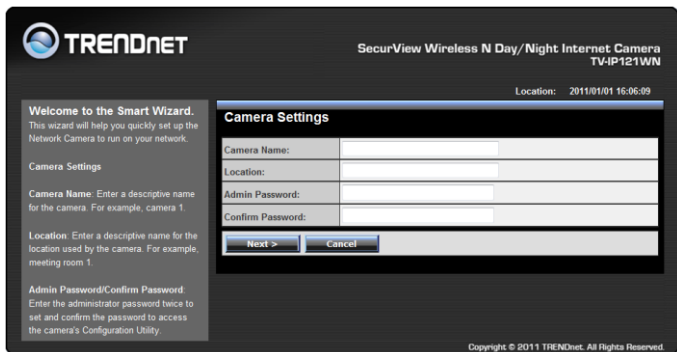 TRENDNET
SecurView Wireless N Day/Night Internet Camera
TV-IP121WN
Location: 2011/01/01 16:06:09
Welcome to the Smart Wizard.
This wizard will help you quickly set up the
Network Camera to run on your network.
Camera Settings
Camera Name: Enter a descriptive name
for the camera. For example, camera 1.
Location: Enter a descriptive name for the
location used by the camera. For example,
meeting room 1.
Admin Password/Confirm Password:
Enter the administrator password twice to
set and confirm the password to access
the camera's Configuration Utility.
Camera Settings
Camera Name:
Location:
Admin Password:
Confirm Password:
Next > Cancel
Copyright © 2011 TRENDnet. All Rights Reserved.